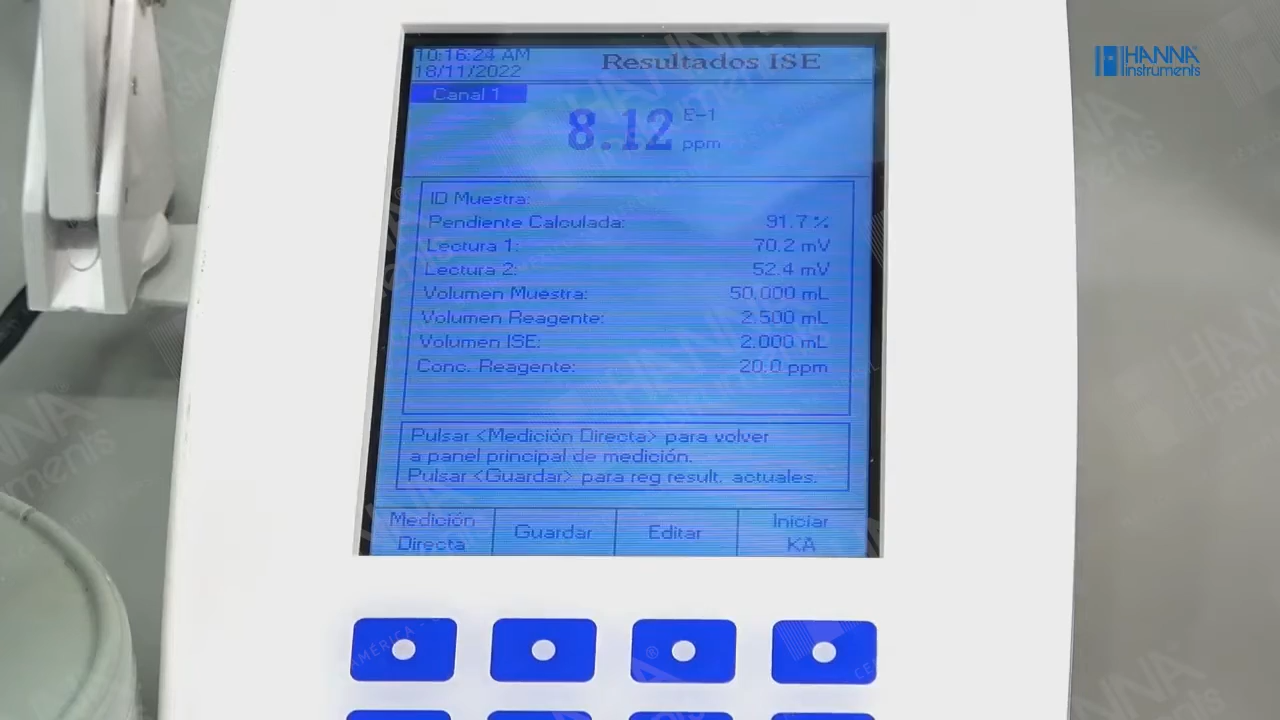 10:16:24 AM
18/11/2022
Resultados ISE
Canal 1
8.12 E-1 ppm
ID Muestra:
Pendiente Calculada: 91.7 %
Lectura 1: 70.2 mV
Lectura 2: 52.4 mV
Volumen Muestra: 50.000 mL
Volumen Reagente: 2.500 mL
Volumen ISE: 2.000 mL
Conc. Reagente: 20.0 ppm
Pulsar <Medición Directa> para volver
a panel principal de medición.
Pulsar <Guardar> para reg result. actuales.
Medición
Directa
Guardar
Editar
Iniciar
KA
HANNA
instruments